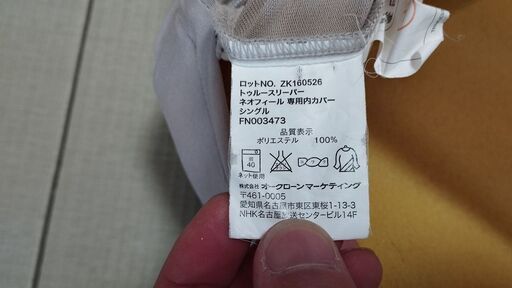 ロットNO. ZK160526
トゥルースリーパー
ネオフィール 専用内カバー
シングル
FN003473
品質表示
ポリエステル 100%
40
ネット使用
株式会社 オークローンマーケティング
〒461-0005
愛知県名古屋市東区東桜1-13-3
NHK名古屋放送センタービル14F